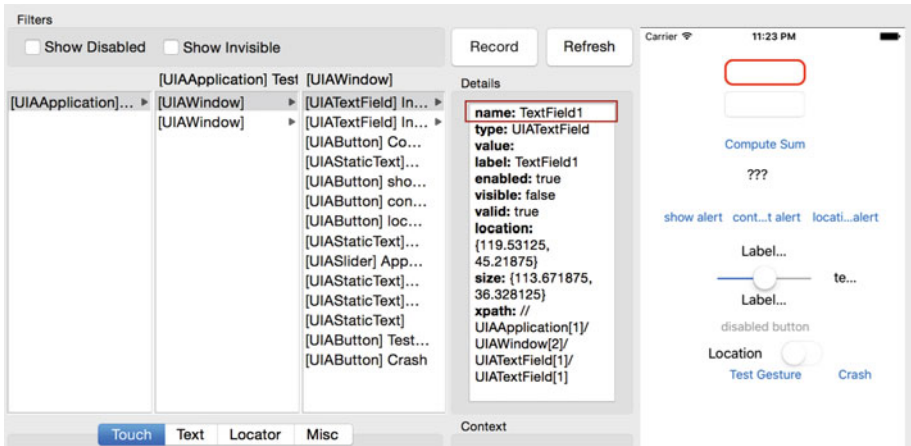 Filters
Show Disabled
Show Invisible
Record
Refresh
[UIAApplication] Test
[UIAWindow]
[UIAApplication]...
[UIAWindow]
[UIAWindow]
[UIATextField] In...
[UIATextField] In...
[UIAButton] Co...
[UIAStaticText]...
[UIAButton] sho...
[UIAButton] con...
[UIAButton] loc...
[UIAStaticText]...
[UIASlider] App...
[UIAStaticText]...
[UIAStaticText]...
[UIAStaticText]
[UIAButton] Test...
[UIAButton] Crash
Touch
Text
Locator
Misc
Details
name: TextField1
type: UIATextField
value:
label: TextField1
enabled: true
visible: false
valid: true
location:
{119.53125,
45.21875}
size: {113.671875,
36.328125}
xpath: //
UIAApplication[1]/
UIAWindow[2]/
UIATextField[1]/
UIATextField[1]
Context
Carrier
11:23 PM
Compute Sum
???
show alert
cont...t alert
locati...alert
Label...
te...
Label...
disabled button
Location
Test Gesture
Crash